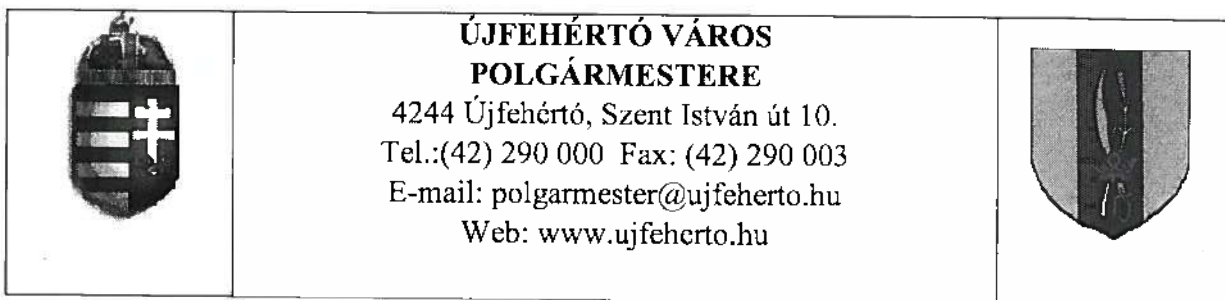 ÚJFEHÉRTÓ VÁROS
POLGÁRMESTERE
4244 Újfehértó, Szent István út 10.
Tel.:(42) 290 000 Fax: (42) 290 003
E-mail: polgarmester@ujfeherto.hu
Web: www.ujfeherto.hu